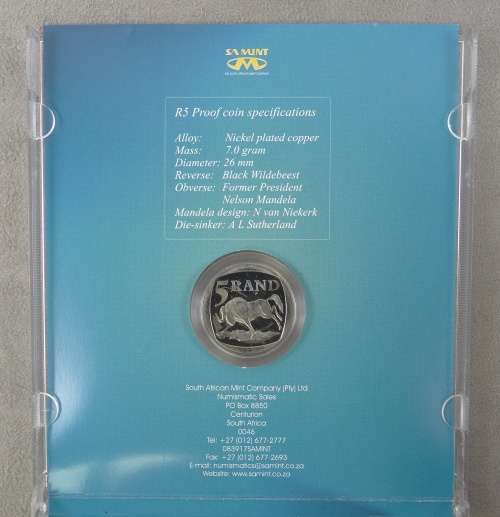 SA MINT
R5 Proof coin specifications
Alloy: Nickel plated copper
Mass: 7.0 gram
Diameter: 26 mm
Reverse: Black Wildebeest
Obverse: Former President
Nelson Mandela
Mandela design: N van Niekerk
Die-sinker: A L Sutherland
5 RAND
South African Mint Company (Pty) Ltd
Numismatic Sales
PO Box 8850
Centurion
South Africa
0046
Tel: +27 (012) 677-2777
083917SAMINT
Fax: +27 (012) 677-2693
E-mail: numismatics@samint.co.za
Website: www.samint.co.za